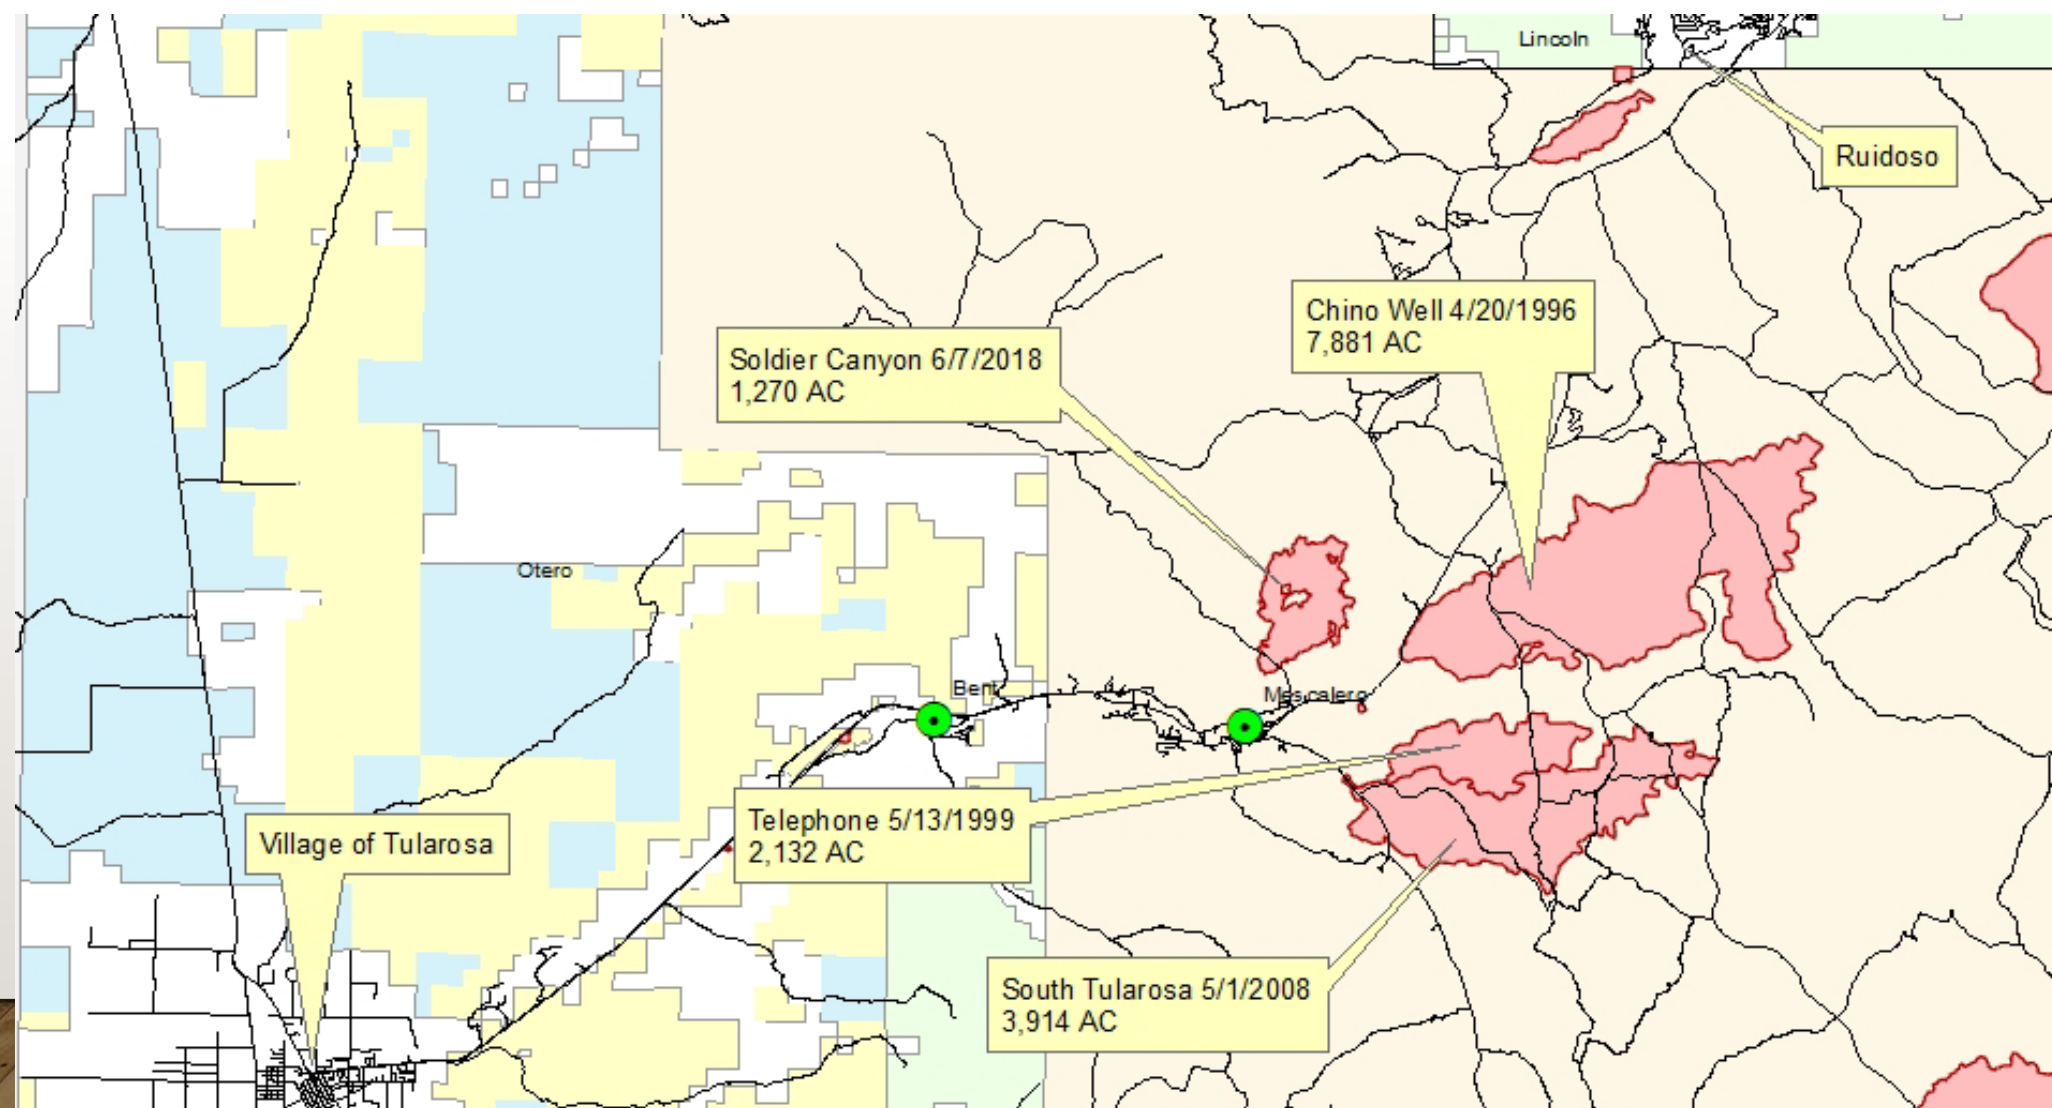 Lincoln
Ruidoso
Chino Well 4/20/1996
7,881 AC
Soldier Canyon 6/7/2018
1,270 AC
Otero
Bent
Mescalero
Telephone 5/13/1999
2,132 AC
Village of Tularosa
South Tularosa 5/1/2008
3,914 AC